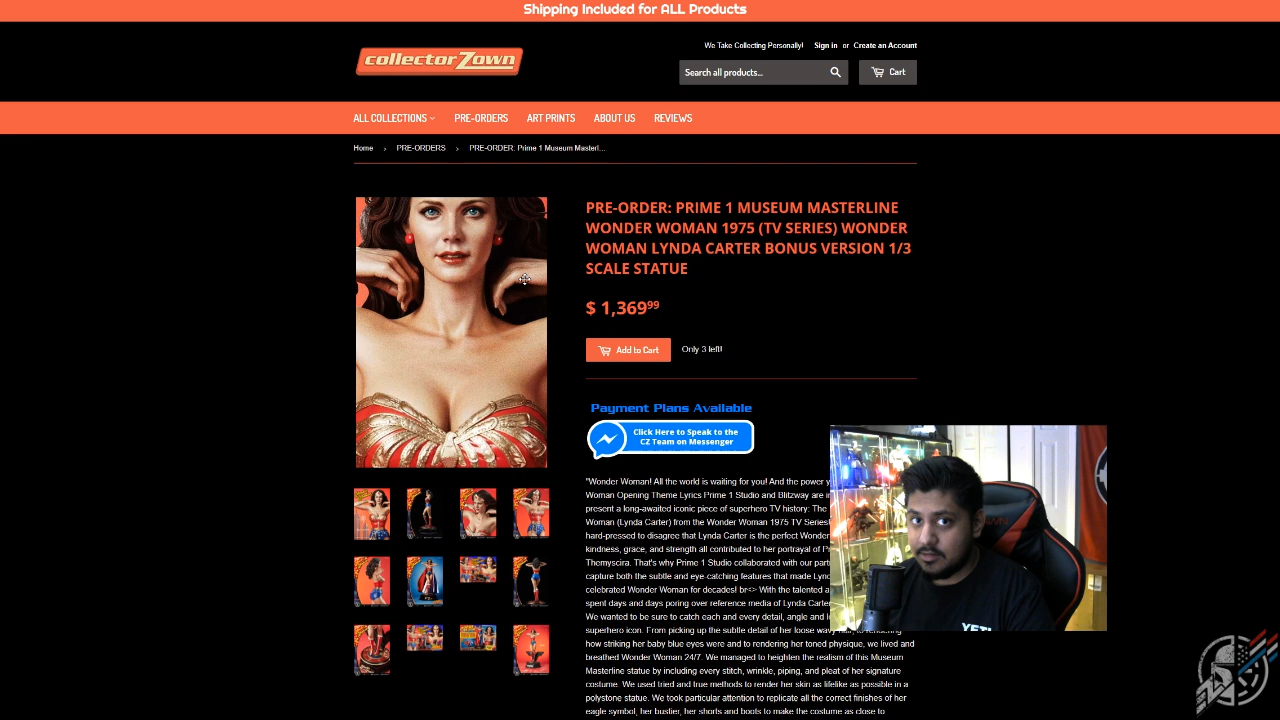 Shipping Included for ALL Products
collectorZown
We Take Collecting Personally! Sign in or Create an Account
Search all products...
Cart
ALL COLLECTIONS PRE-ORDERS ART PRINTS ABOUT US REVIEWS
Home › PRE-ORDERS › PRE-ORDER: Prime 1 Museum Masterl...
PRE-ORDER: PRIME 1 MUSEUM MASTERLINE
WONDER WOMAN 1975 (TV SERIES) WONDER
WOMAN LYNDA CARTER BONUS VERSION 1/3
SCALE STATUE
$ 1,369⁹⁹
Add to Cart
Only 3 left!
Payment Plans Available
Click Here to Speak to the
CZ Team on Messenger
"Wonder Woman! All the world is waiting for you! And the power y
Woman Opening Theme Lyrics Prime 1 Studio and Blitzway are
present a long-awaited iconic piece of superhero TV history: The
Woman (Lynda Carter) from the Wonder Woman 1975 TV Series!
hard-pressed to disagree that Lynda Carter is the perfect Wonder
kindness, grace, and strength all contributed to her portrayal of
Themyscira. That's why Prime 1 Studio collaborated with our
capture both the subtle and eye-catching features that made
celebrated Wonder Woman for decades! br<> With the talented
spent days and days poring over reference media of Lynda Carter
We wanted to be sure to catch each and every detail, angle and
superhero icon. From picking up the subtle detail of her loose wavy hair, to rendering
how striking her baby blue eyes were and to rendering her toned physique, we lived and
breathed Wonder Woman 24/7. We managed to heighten the realism of this Museum
Masterline statue by including every stitch, wrinkle, piping, and pleat of her signature
costume. We used tried and true methods to render her skin as lifelike as possible in a
polystone statue. We took particular attention to replicate all the correct finishes of her
eagle symbol, her bustier, her shorts and boots to make the costume as close to
YETI